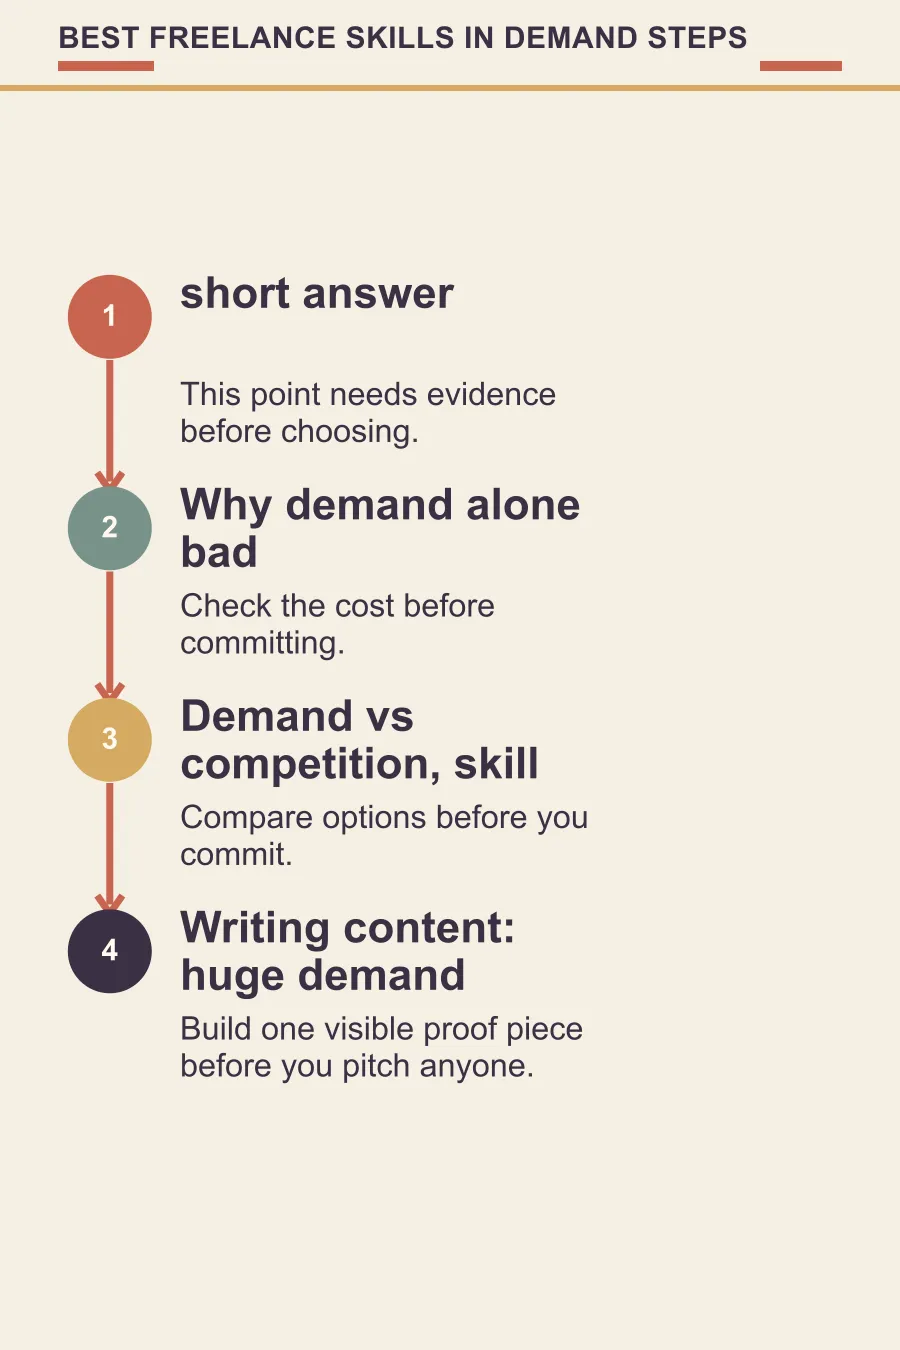 BEST FREELANCE SKILLS IN DEMAND STEPS
1
short answer
This point needs evidence
before choosing.
2
Why demand alone
bad
Check the cost before
committing.
3
Demand vs
competition, skill
Compare options before you
commit.
4
Writing content:
huge demand
Build one visible proof piece
before you pitch anyone.